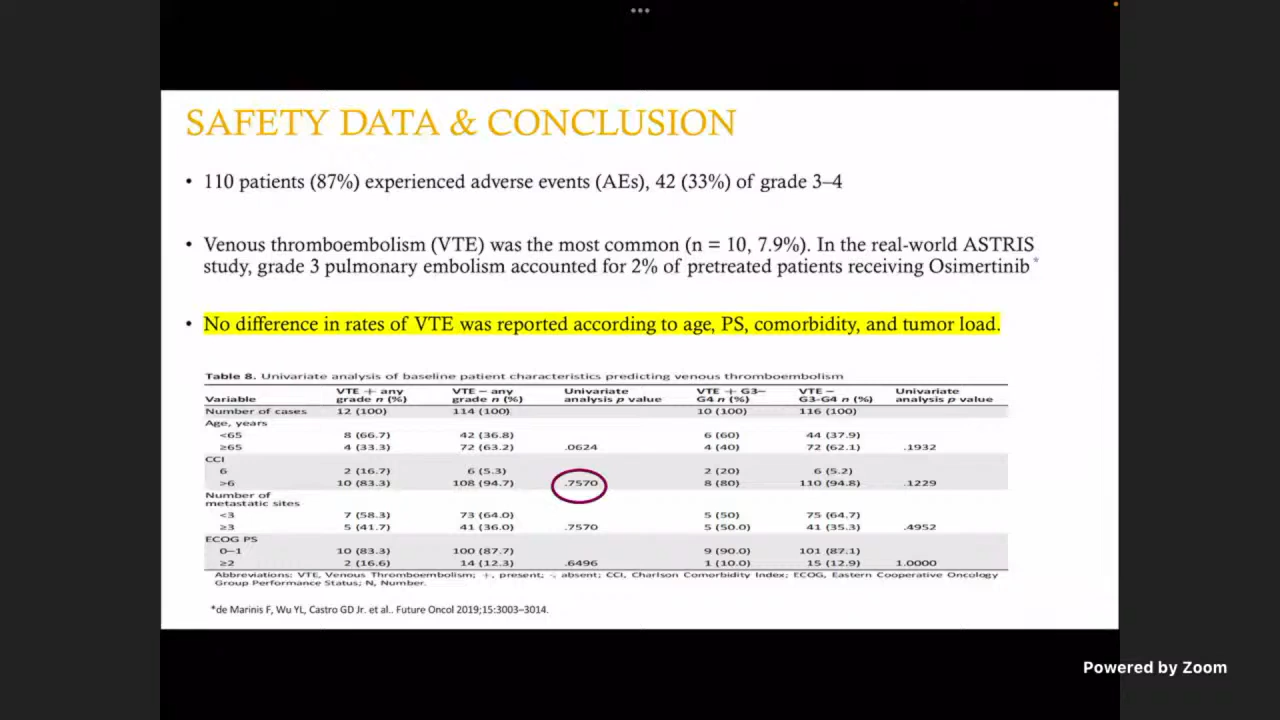 SAFETY DATA & CONCLUSION
• 110 patients (87%) experienced adverse events (AEs), 42 (33%) of grade 3–4
• Venous thromboembolism (VTE) was the most common (n = 10, 7.9%). In the real-world ASTRIS
study, grade 3 pulmonary embolism accounted for 2% of pretreated patients receiving Osimertinib *
• No difference in rates of VTE was reported according to age, PS, comorbidity, and tumor load.
Table 8. Univariate analysis of baseline patient characteristics predicting venous thromboembolism
VTE + any VTE − any Univariate VTE + G3– VTE − Univariate
Variable grade n (%) grade n (%) analysis p value G4 n (%) G3-G4 n (%) analysis p value
Number of cases 12 (100) 114 (100) 10 (100) 116 (100)
Age, years
<65 8 (66.7) 42 (36.8) 6 (60) 44 (37.9)
≥65 4 (33.3) 72 (63.2) .0624 4 (40) 72 (62.1) .1932
CCI
6 2 (16.7) 6 (5.3) 2 (20) 6 (5.2)
>6 10 (83.3) 108 (94.7) .7570 8 (80) 110 (94.8) .1229
Number of
metastatic sites
<3 7 (58.3) 73 (64.0) 5 (50) 75 (64.7)
≥3 5 (41.7) 41 (36.0) .7570 5 (50.0) 41 (35.3) .4952
ECOG PS
0–1 10 (83.3) 100 (87.7) 9 (90.0) 101 (87.1)
≥2 2 (16.6) 14 (12.3) .6496 1 (10.0) 15 (12.9) 1.0000
Abbreviations: VTE, Venous Thromboembolism; +, present; -, absent; CCI, Charlson Comorbidity Index; ECOG, Eastern Cooperative Oncology
Group Performance Status; N, Number.
*de Marinis F, Wu YL, Castro GD Jr. et al.. Future Oncol 2019;15:3003–3014.
Powered by Zoom